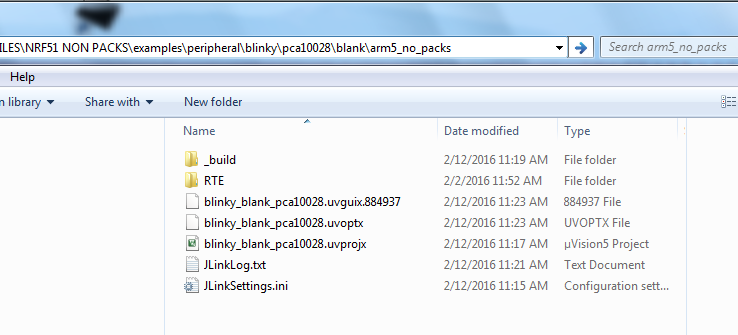 ILES\NRF51 NON PACKS\examples\peripheral\blinky\pca10028\blank\arm5_no_packs Search arm5_no_packs
Help
n library Share with New folder
Name Date modified Type
_build 2/12/2016 11:19 AM File folder
RTE 2/2/2016 11:52 AM File folder
blinky_blank_pca10028.uvguix.884937 2/12/2016 11:23 AM 884937 File
blinky_blank_pca10028.uvoptx 2/12/2016 11:23 AM UVOPTX File
blinky_blank_pca10028.uvprojx 2/12/2016 11:17 AM µVision5 Project
JLinkLog.txt 2/12/2016 11:21 AM Text Document
JLinkSettings.ini 2/12/2016 11:15 AM Configuration sett...